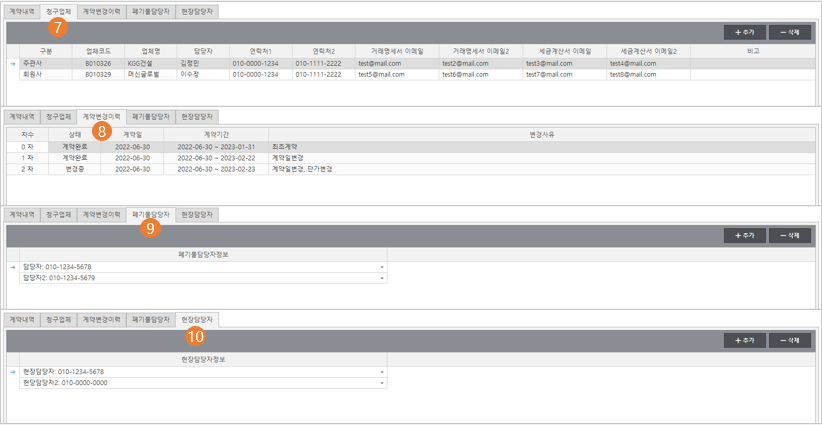 계약내역 청구업체 계약변경이력 폐기물담당자 현장담당자
7
+ 추가 - 삭제
구분 업체코드 업체명 담당자 연락처1 연락처2 거래명세서 이메일 거래명세서 이메일2 세금계산서 이메일 세금계산서 이메일2 비고
주관사 B010326 KGG건설 김정민 010-0000-1234 010-1111-2222 test@mail.com test2@mail.com test3@mail.com test4@mail.com
회원사 B010329 머신글로벌 이수정 010-0000-1234 010-1111-2222 test5@mail.com test6@mail.com test7@mail.com test8@mail.com
계약내역 청구업체 계약변경이력 폐기물담당자 현장담당자
8
차수 상태 계약일 계약기간 변경사유
0 차 계약완료 2022-06-30 2022-06-30 ~ 2023-01-31 최초계약
1 차 계약완료 2022-06-30 2022-06-30 ~ 2023-02-22 계약일변경
2 차 변경중 2022-06-30 2022-06-30 ~ 2023-02-23 계약일변경, 단가변경
계약내역 청구업체 계약변경이력 폐기물담당자 현장담당자
9
+ 추가 - 삭제
폐기물담당자정보
담당자: 010-1234-5678
담당자2: 010-1234-5679
계약내역 청구업체 계약변경이력 폐기물담당자 현장담당자
10
+ 추가 - 삭제
현장담당자정보
현장담당자: 010-1234-5678
현장담당자2: 010-0000-0000